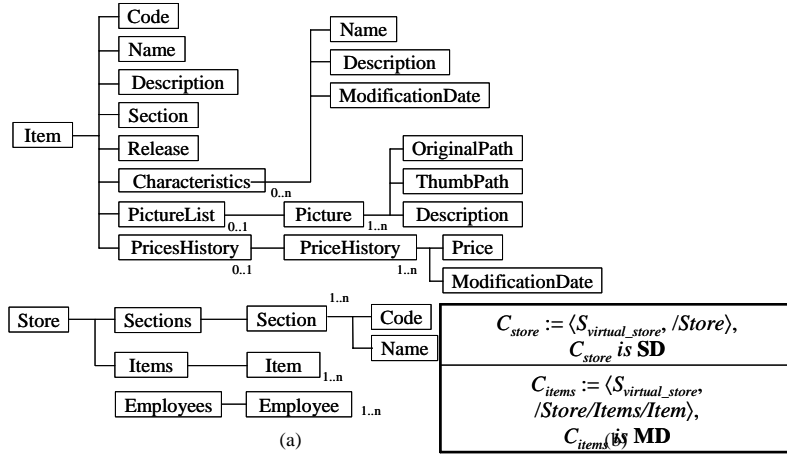 Code
Name
Description
Section
Release
Characteristics
0..n
PictureList
0..1
PricesHistory
0..1
Item
Name
Description
ModificationDate
Picture
1..n
OriginalPath
ThumbPath
Description
PriceHistory
1..n
Price
ModificationDate
Store
Sections
Section
1..n
Code
Name
Items
Item
1..n
Employees
Employee
1..n
(a)
C_store := ⟨S_virtual_store, /Store⟩,
C_store is SD
C_items := ⟨S_virtual_store,
/Store/Items/Item⟩,
C_items is MD
(b)